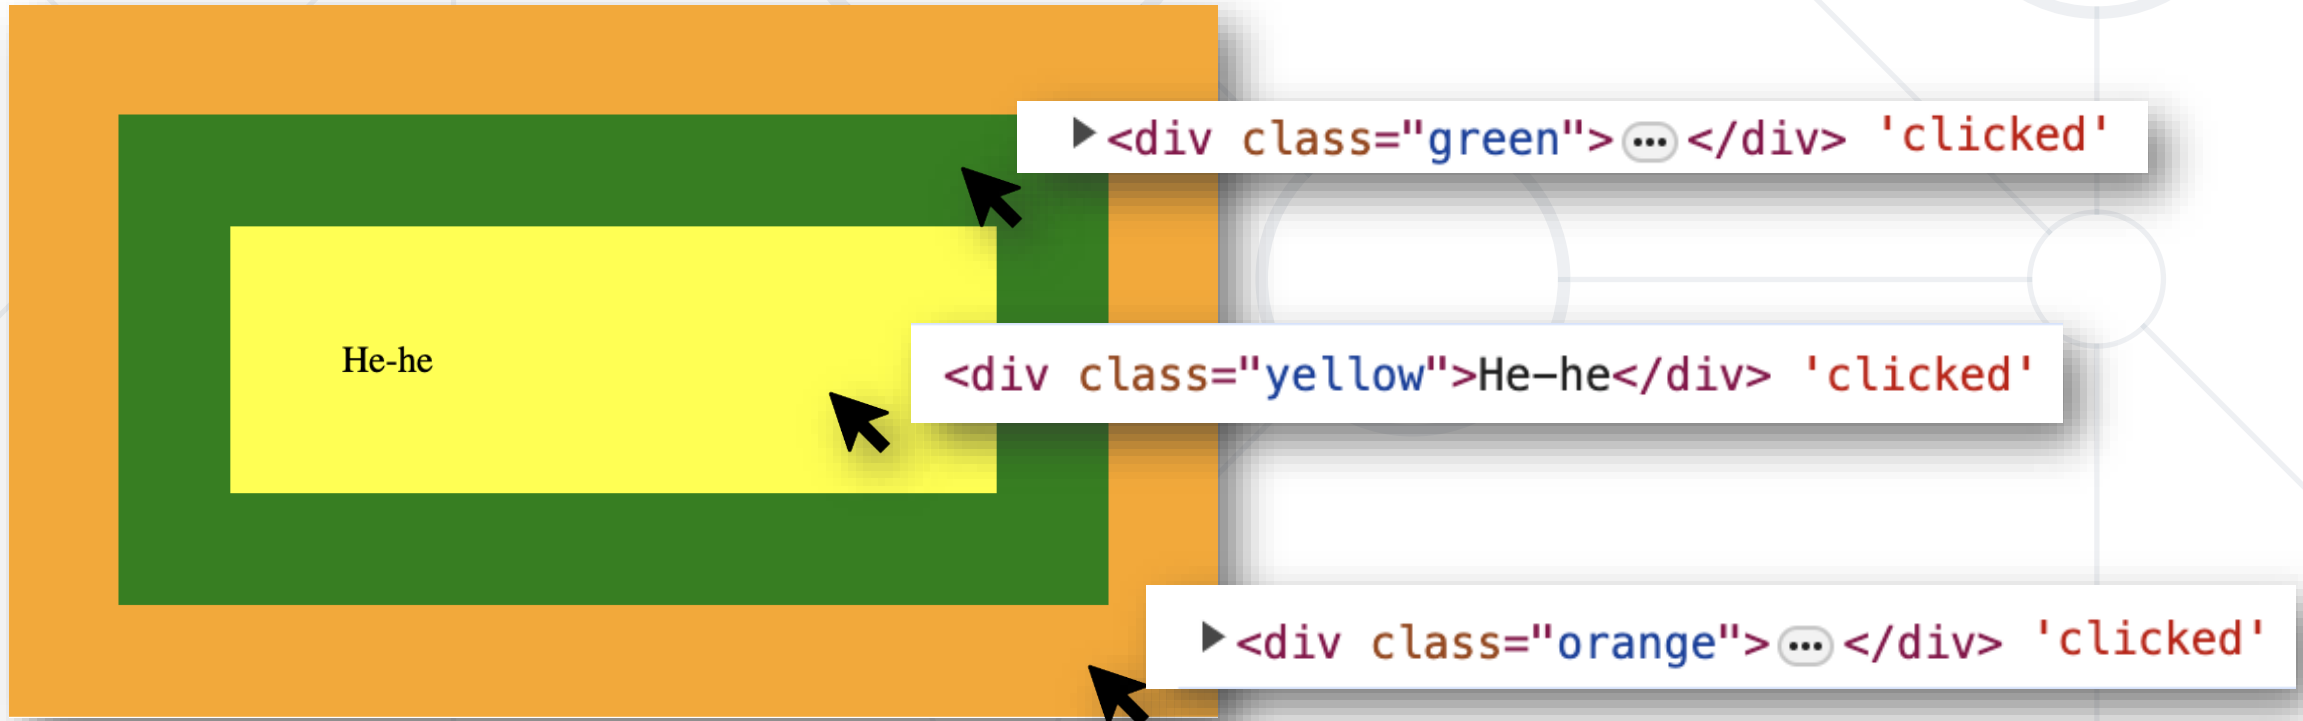 <div class="green">…</div> 'clicked'
He-he
<div class="yellow">He-he</div> 'clicked'
<div class="orange">…</div> 'clicked'